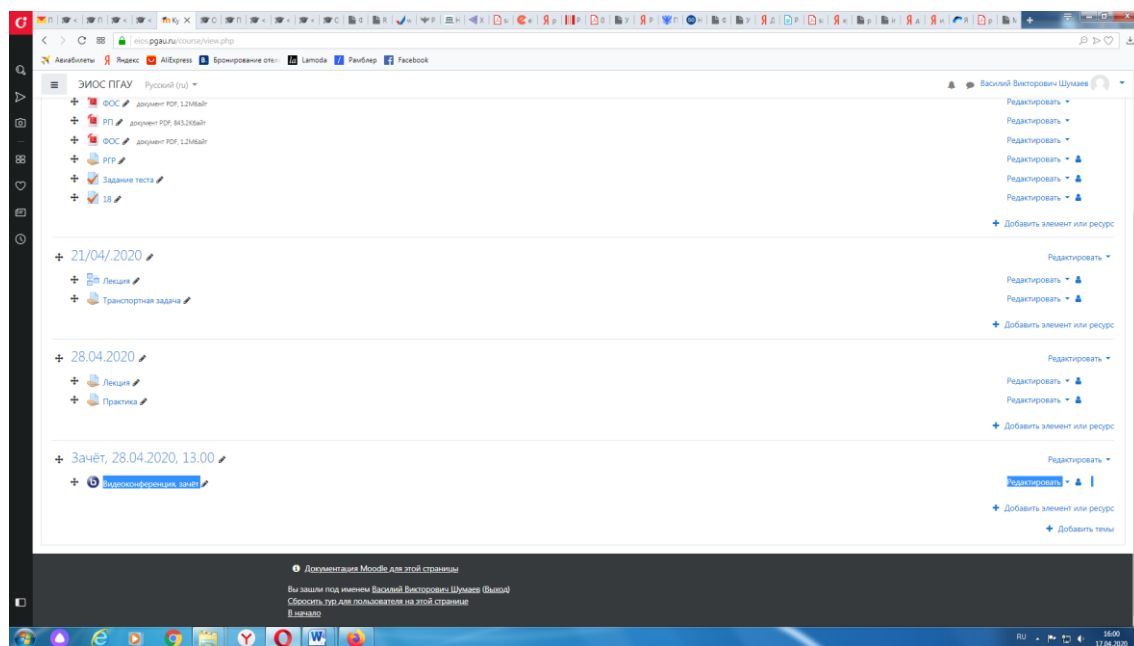 eios.pgau.ru/course/view.php
Авиабилеты Яндекс AliExpress Бронирование отел Lamoda Рамблер Facebook
ЭИОС ПГАУ Русский (ru) Василий Викторович Шумаев
ФОС документ PDF, 1.2Мбайт Редактировать
РП документ PDF, 843.2Кбайт Редактировать
ФОС документ PDF, 1.2Мбайт Редактировать
РГР Редактировать
Задание теста Редактировать
18 Редактировать
Добавить элемент или ресурс
21/04/.2020 Редактировать
Лекция Редактировать
Транспортная задача Редактировать
Добавить элемент или ресурс
28.04.2020 Редактировать
Лекция Редактировать
Практика Редактировать
Добавить элемент или ресурс
Зачёт, 28.04.2020, 13.00 Редактировать
Видеоконференция, зачёт Редактировать
Добавить элемент или ресурс
Добавить темы
Документация Moodle для этой страницы
Вы зашли под именем Василий Викторович Шумаев (Выход)
Сбросить тур для пользователя на этой странице
В начало
RU 16:00
17.04.2020